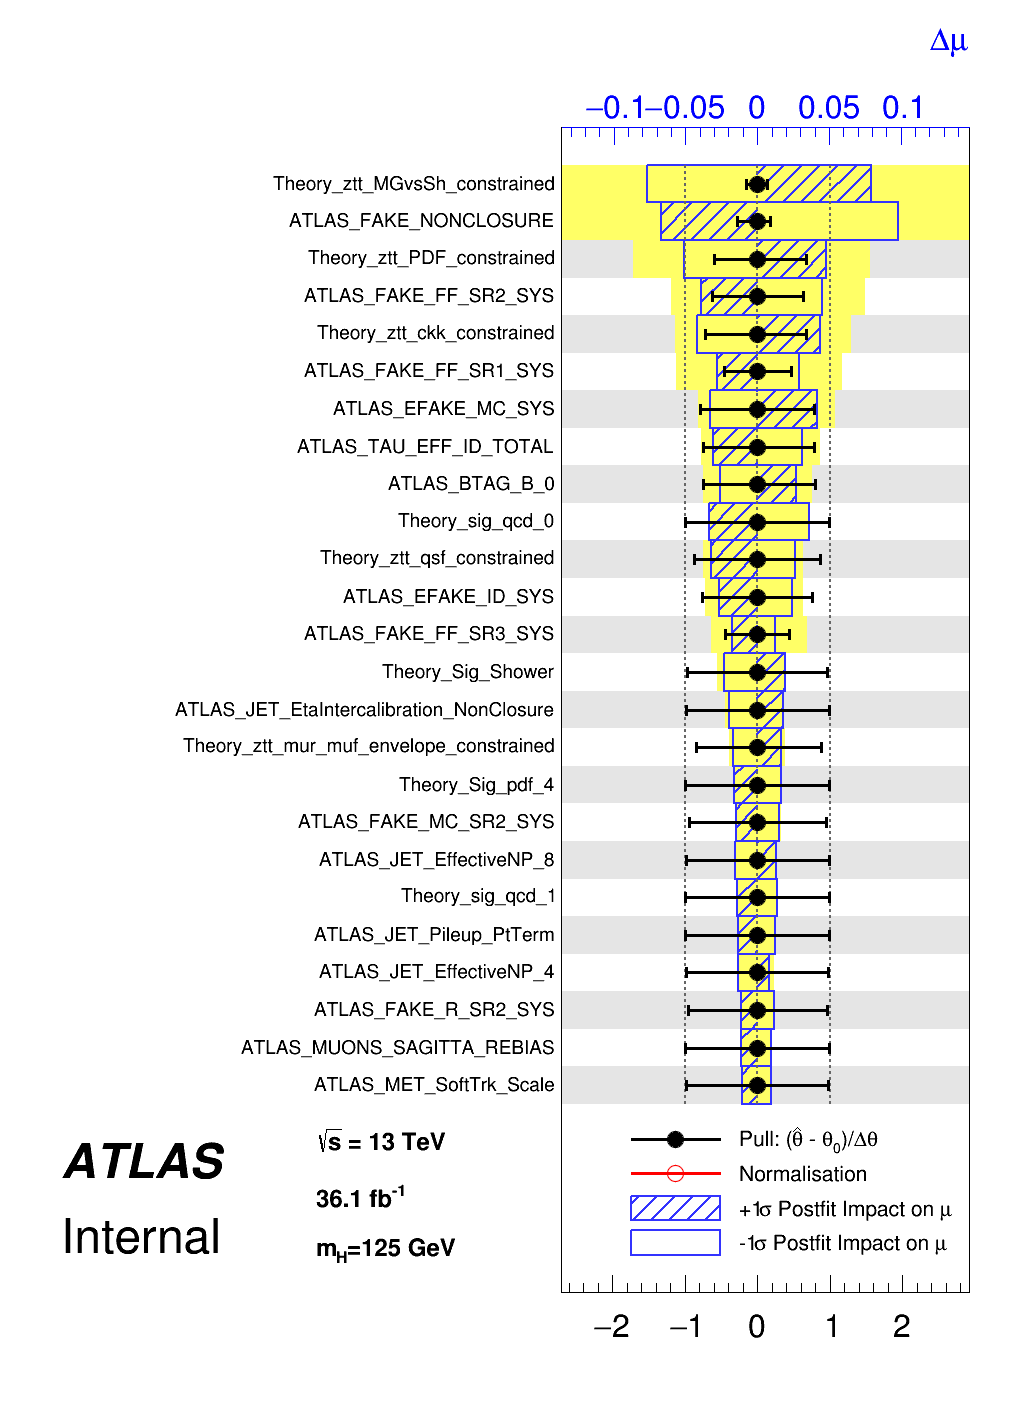 Δμ
−0.1 −0.05 0 0.05 0.1
Theory_ztt_MGvsSh_constrained
ATLAS_FAKE_NONCLOSURE
Theory_ztt_PDF_constrained
ATLAS_FAKE_FF_SR2_SYS
Theory_ztt_ckk_constrained
ATLAS_FAKE_FF_SR1_SYS
ATLAS_EFAKE_MC_SYS
ATLAS_TAU_EFF_ID_TOTAL
ATLAS_BTAG_B_0
Theory_sig_qcd_0
Theory_ztt_qsf_constrained
ATLAS_EFAKE_ID_SYS
ATLAS_FAKE_FF_SR3_SYS
Theory_Sig_Shower
ATLAS_JET_EtaIntercalibration_NonClosure
Theory_ztt_mur_muf_envelope_constrained
Theory_Sig_pdf_4
ATLAS_FAKE_MC_SR2_SYS
ATLAS_JET_EffectiveNP_8
Theory_sig_qcd_1
ATLAS_JET_Pileup_PtTerm
ATLAS_JET_EffectiveNP_4
ATLAS_FAKE_R_SR2_SYS
ATLAS_MUONS_SAGITTA_REBIAS
ATLAS_MET_SoftTrk_Scale
ATLAS
Internal
√s = 13 TeV
36.1 fb⁻¹
m_H=125 GeV
Pull: (θ̂ - θ₀)/Δθ
Normalisation
+1σ Postfit Impact on μ
-1σ Postfit Impact on μ
−2 −1 0 1 2